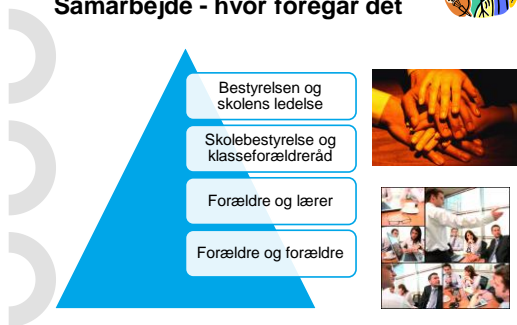 Samarbejde - hvor foregår det
Bestyrelsen og
skolens ledelse
Skolebestyrelse og
klasseforældreråd
Forældre og lærer
Forældre og forældre